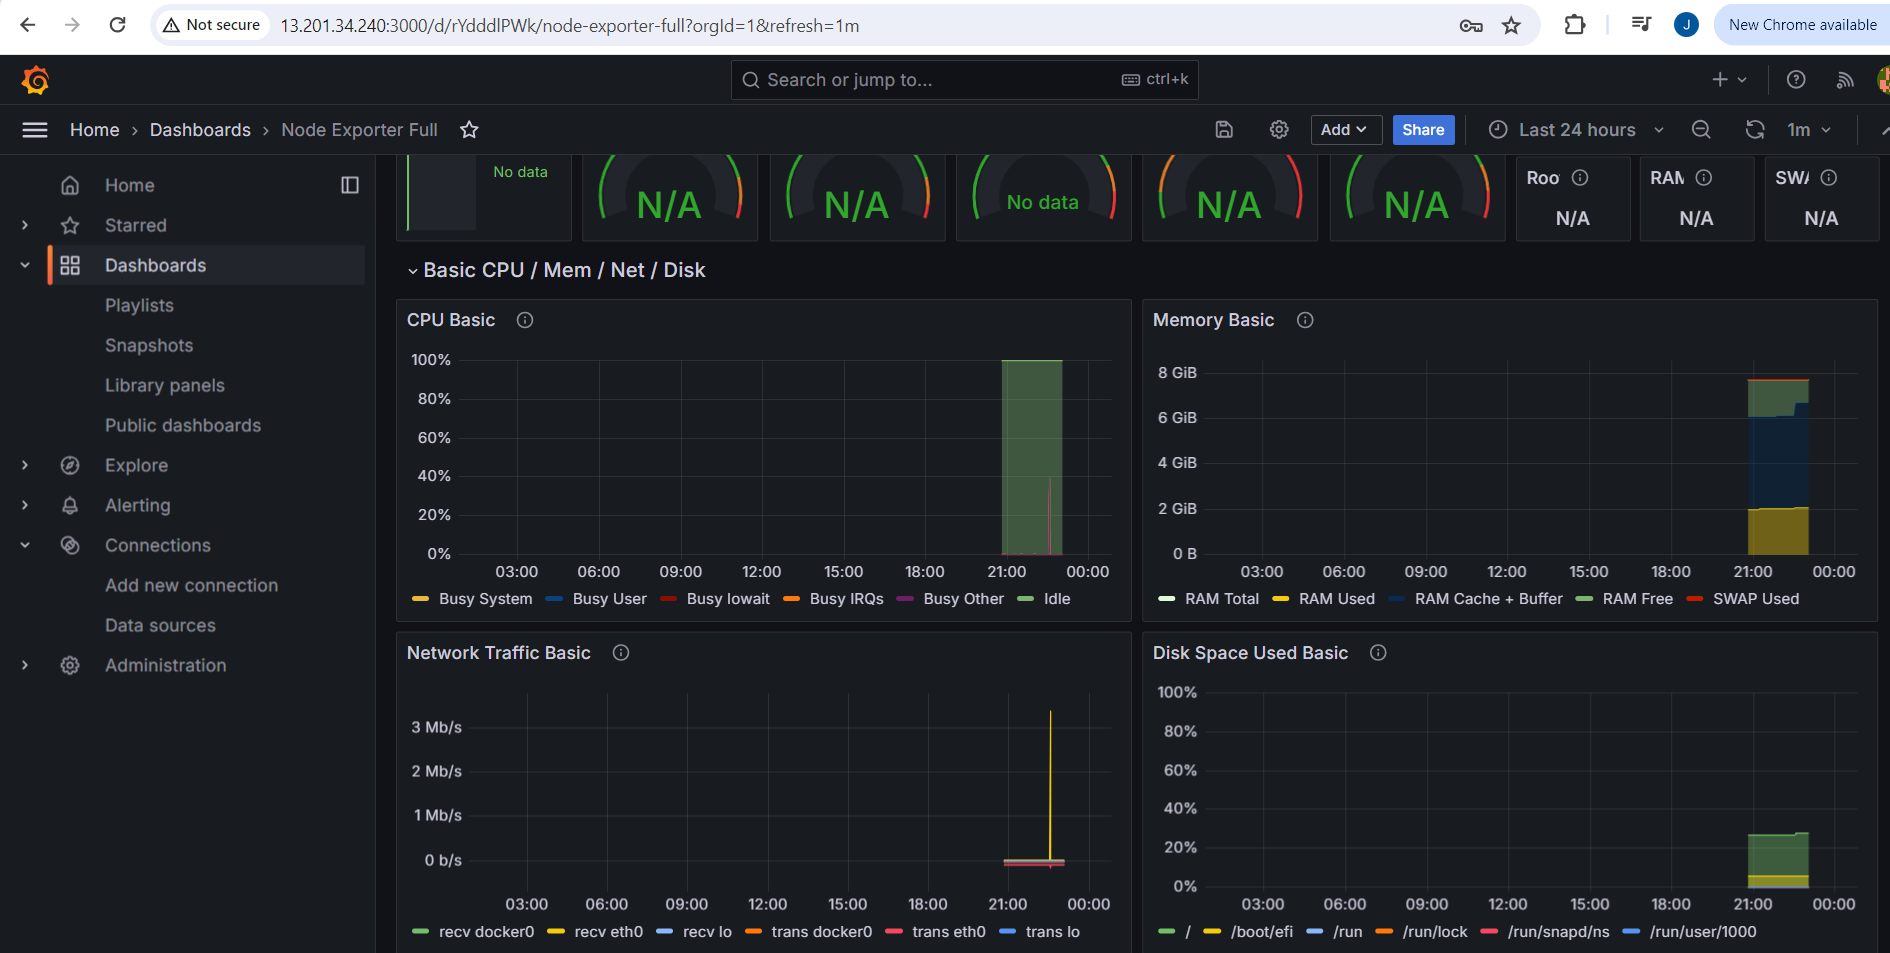 Not secure 13.201.34.240:3000/d/rYdddlPWk/node-exporter-full?orgId=1&refresh=1m J New Chrome available
Search or jump to... ctrl+k
Home › Dashboards › Node Exporter Full Add Share Last 24 hours 1m
Home
Starred
Dashboards
Playlists
Snapshots
Library panels
Public dashboards
Explore
Alerting
Connections
Add new connection
Data sources
Administration
No data N/A N/A No data N/A N/A
Roo RAM SWA
N/A N/A N/A
Basic CPU / Mem / Net / Disk
CPU Basic
100%
80%
60%
40%
20%
0%
03:00 06:00 09:00 12:00 15:00 18:00 21:00 00:00
Busy System Busy User Busy Iowait Busy IRQs Busy Other Idle
Memory Basic
8 GiB
6 GiB
4 GiB
2 GiB
0 B
03:00 06:00 09:00 12:00 15:00 18:00 21:00 00:00
RAM Total RAM Used RAM Cache + Buffer RAM Free SWAP Used
Network Traffic Basic
3 Mb/s
2 Mb/s
1 Mb/s
0 b/s
03:00 06:00 09:00 12:00 15:00 18:00 21:00 00:00
recv docker0 recv eth0 recv lo trans docker0 trans eth0 trans lo
Disk Space Used Basic
100%
80%
60%
40%
20%
0%
03:00 06:00 09:00 12:00 15:00 18:00 21:00 00:00
/ /boot/efi /run /run/lock /run/snapd/ns /run/user/1000